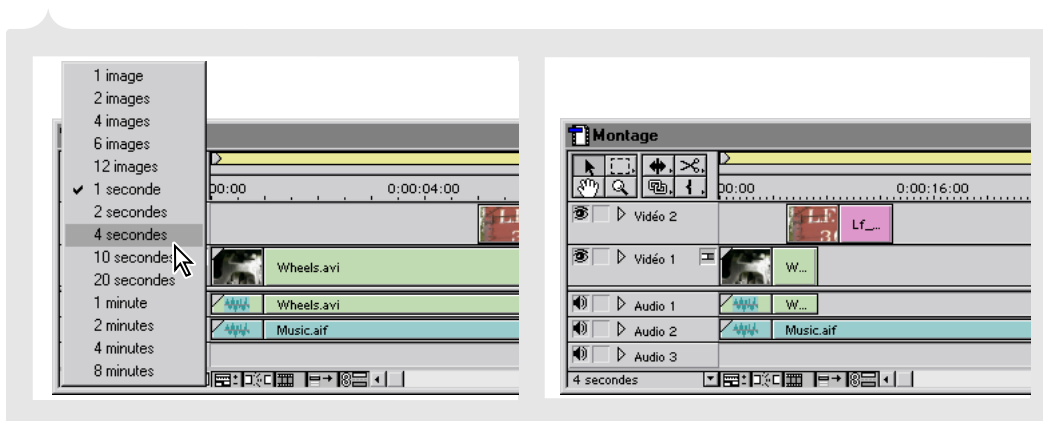 1 image
2 images
4 images
6 images
12 images
1 seconde
2 secondes
4 secondes
10 secondes
20 secondes
1 minute
2 minutes
4 minutes
8 minutes
00:00
0:00:04:00
Wheels.avi
Wheels.avi
Music.aif
Montage
00:00
0:00:16:00
Vidéo 2
Lf_...
Vidéo 1
W...
Audio 1
W...
Audio 2
Music.aif
Audio 3
4 secondes